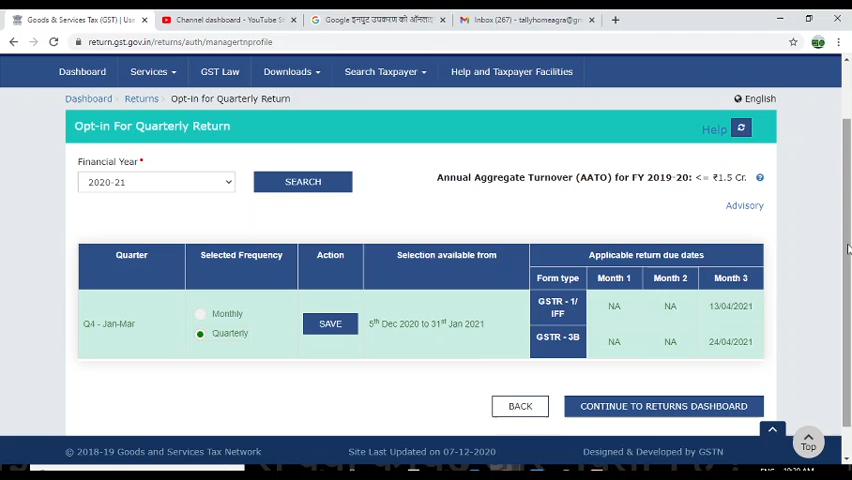 Goods & Services Tax (GST) | Use
Channel dashboard - YouTube St
Google इनपुट उपकरण को ऑनलाइ
Inbox (267) - tallyhomeagra@gm
return.gst.gov.in/returns/auth/managertnprofile
Dashboard Services GST Law Downloads Search Taxpayer Help and Taxpayer Facilities
Dashboard > Returns > Opt-in for Quarterly Return
English
Opt-in For Quarterly Return
Help
Financial Year*
2020-21
SEARCH
Annual Aggregate Turnover (AATO) for FY 2019-20: <= ₹1.5 Cr.
Advisory
Quarter Selected Frequency Action Selection available from Applicable return due dates
Form type Month 1 Month 2 Month 3
Q4 - Jan-Mar
Monthly
Quarterly
SAVE
5th Dec 2020 to 31st Jan 2021
GSTR - 1/
IFF
NA NA 13/04/2021
GSTR - 3B
NA NA 24/04/2021
BACK
CONTINUE TO RETURNS DASHBOARD
Top
© 2018-19 Goods and Services Tax Network
Site Last Updated on 07-12-2020
Designed & Developed by GSTN
ENG